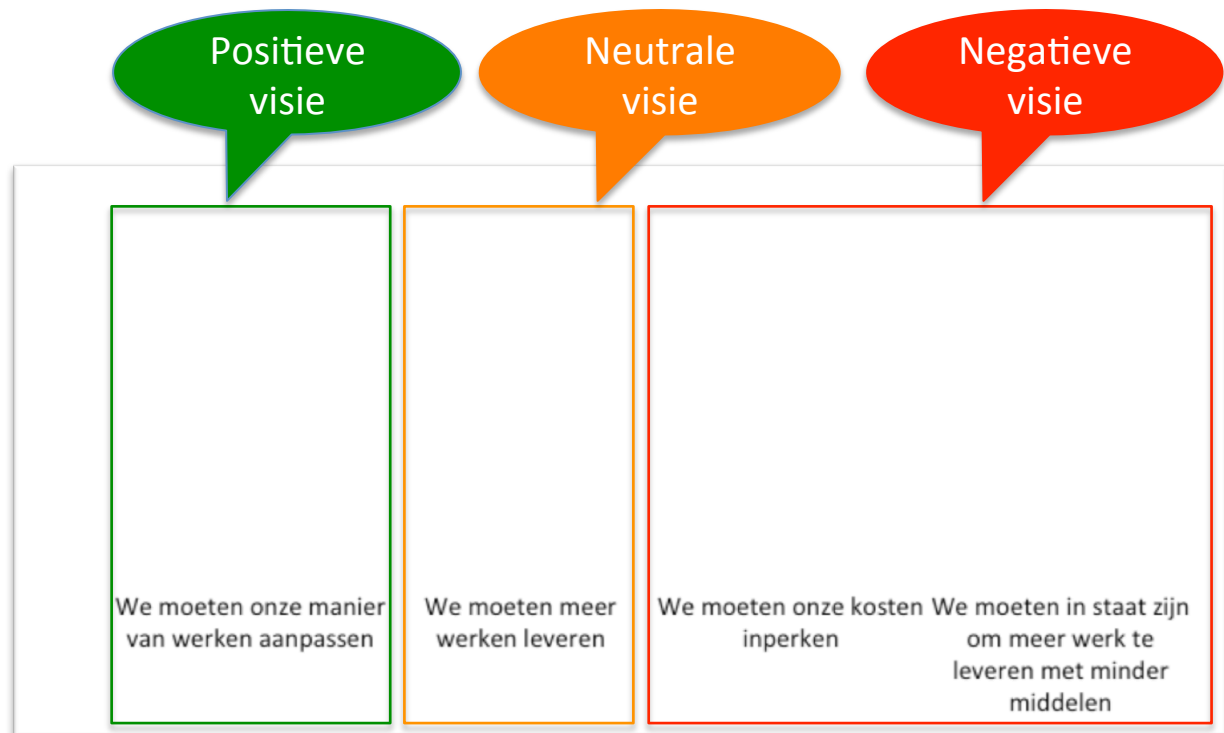 Positieve
visie
Neutrale
visie
Negatieve
visie
We moeten onze manier
van werken aanpassen
We moeten meer
werken leveren
We moeten onze kosten
inperken
We moeten in staat zijn
om meer werk te
leveren met minder
middelen